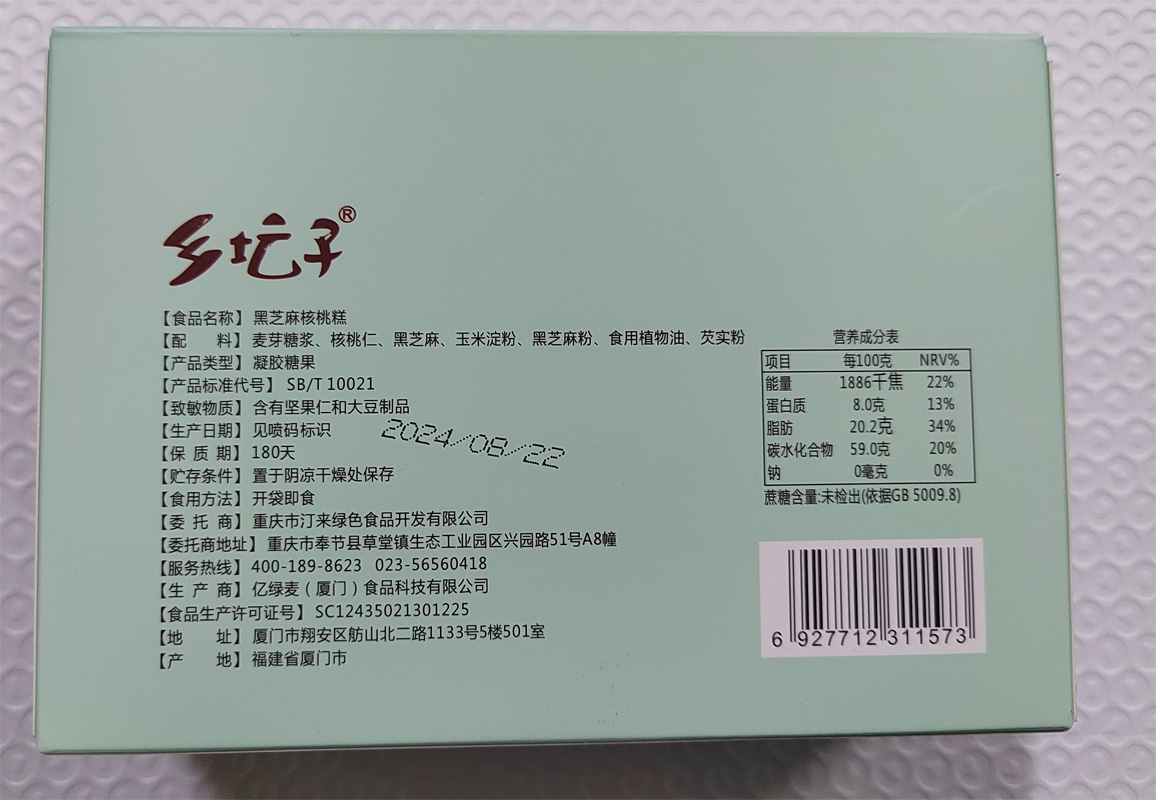 乡坛子®
【食品名称】黑芝麻核桃糕
【配 料】麦芽糖浆、核桃仁、黑芝麻、玉米淀粉、黑芝麻粉、食用植物油、芡实粉
【产品类型】凝胶糖果
【产品标准代号】SB/T 10021
【致敏物质】含有坚果仁和大豆制品
【生产日期】见喷码标识 2024/08/22
【保 质 期】180天
【贮存条件】置于阴凉干燥处保存
【食用方法】开袋即食
【委 托 商】重庆市汀来绿色食品开发有限公司
【委托商地址】重庆市奉节县草堂镇生态工业园区兴园路51号A8幢
【服务热线】400-189-8623 023-56560418
【生 产 商】亿绿麦（厦门）食品科技有限公司
【食品生产许可证号】SC12435021301225
【地 址】厦门市翔安区舫山北二路1133号5楼501室
【产 地】福建省厦门市
营养成分表
项目 每100克 NRV%
能量 1886千焦 22%
蛋白质 8.0克 13%
脂肪 20.2克 34%
碳水化合物 59.0克 20%
钠 0毫克 0%
蔗糖含量:未检出(依据GB 5009.8)
6 927712 311573